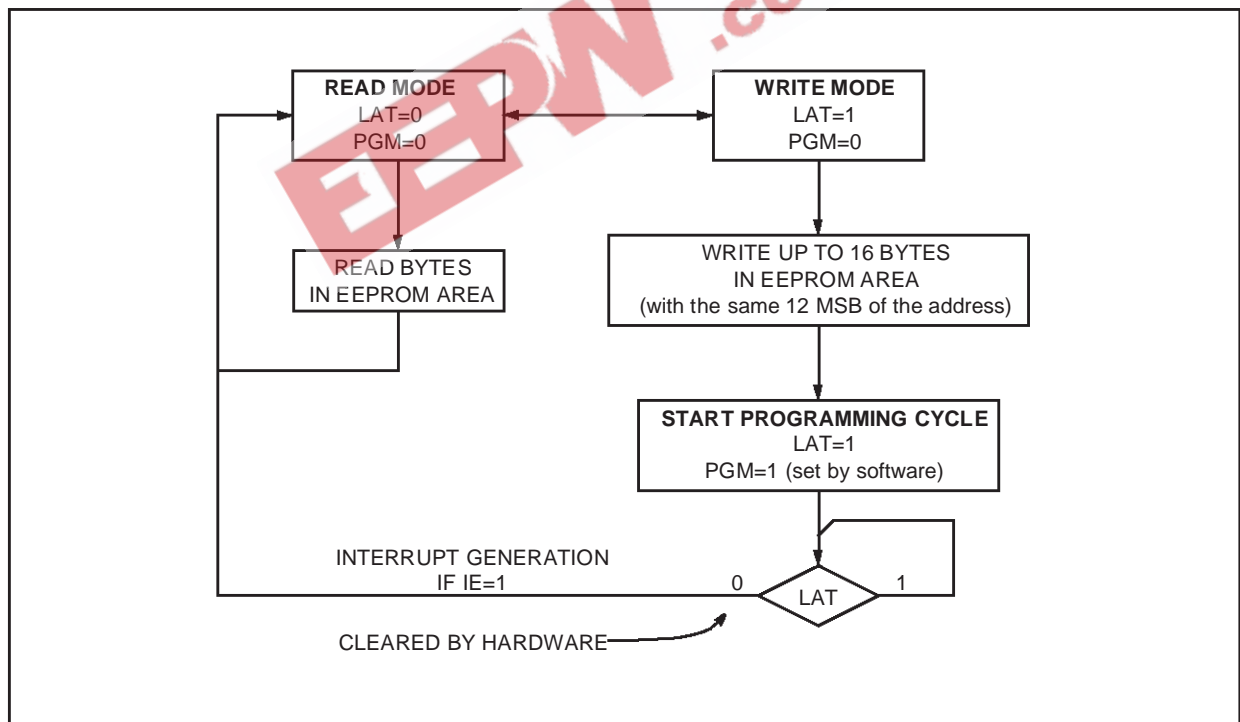 EEPW.co
READ MODE
LAT=0
PGM=0
WRITE MODE
LAT=1
PGM=0
READ BYTES
IN EEPROM AREA
WRITE UP TO 16 BYTES
IN EEPROM AREA
(with the same 12 MSB of the address)
START PROGRAMMING CYCLE
LAT=1
PGM=1 (set by software)
INTERRUPT GENERATION
IF IE=1
0
LAT
1
CLEARED BY HARDWARE